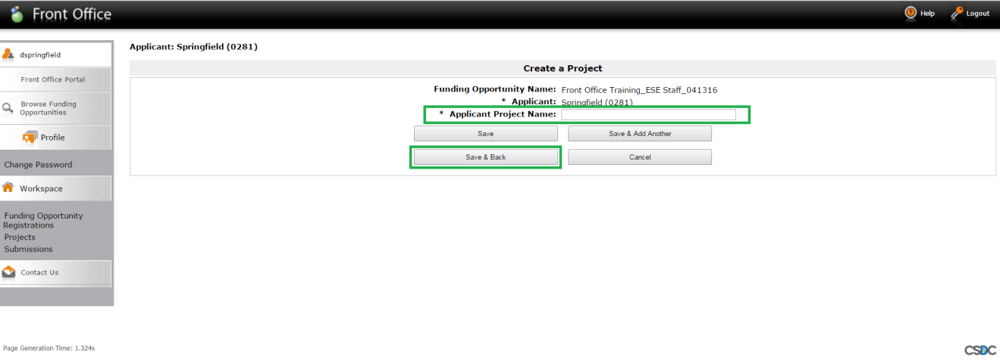 Front Office
Help
Logout
dspringfield
Front Office Portal
Browse Funding
Opportunities
Profile
Change Password
Workspace
Funding Opportunity
Registrations
Projects
Submissions
Contact Us
Applicant: Springfield (0281)
Create a Project
Funding Opportunity Name: Front Office Training_ESE Staff_041316
* Applicant: Springfield (0281)
* Applicant Project Name:
Save
Save & Add Another
Save & Back
Cancel
Page Generation Time: 1.324s
CSDC